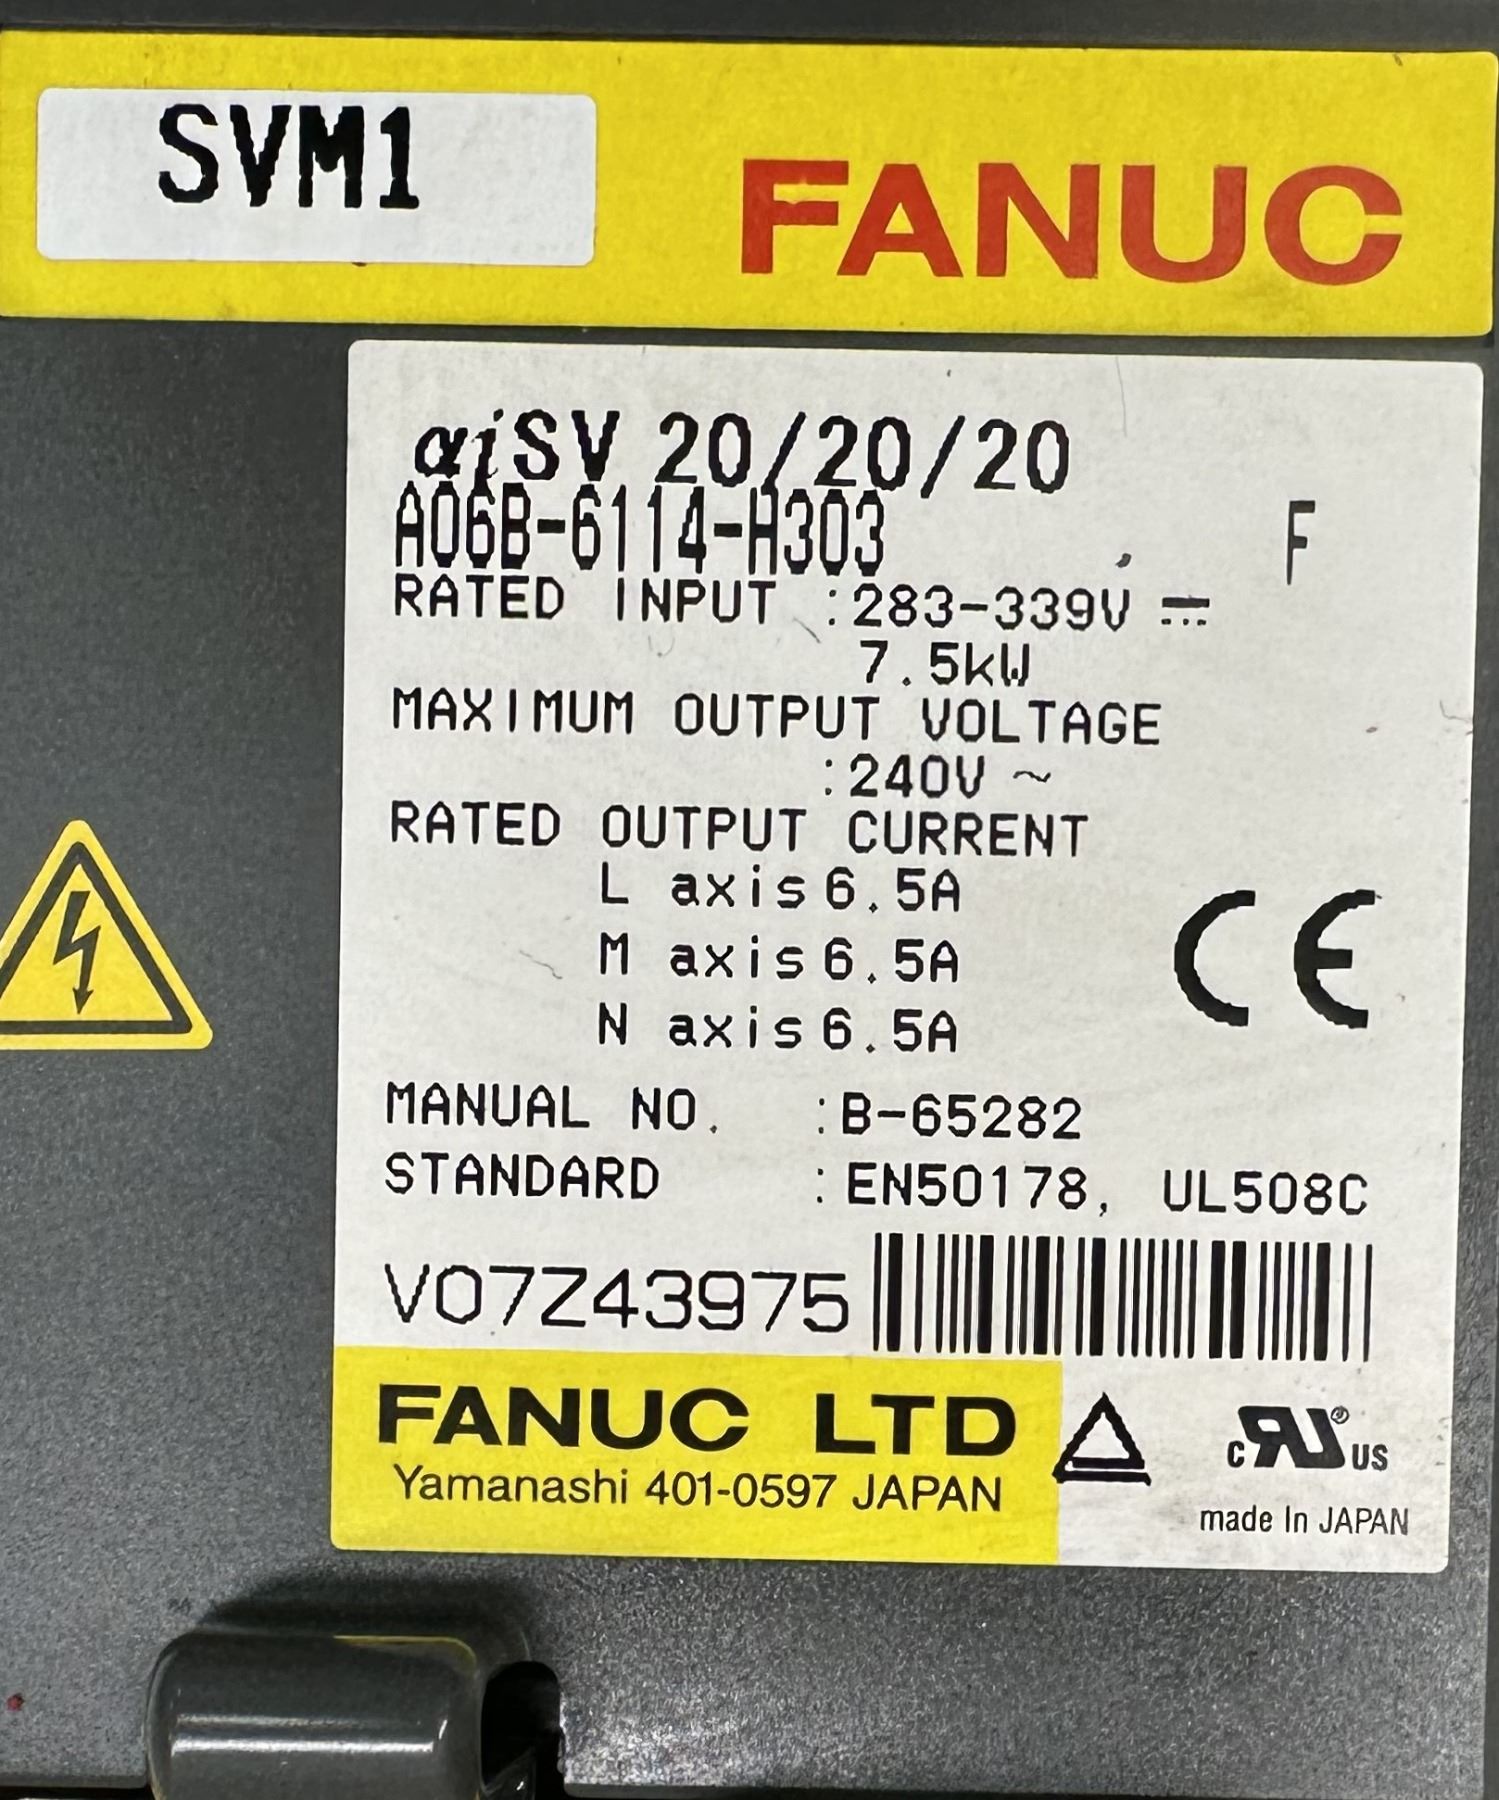 SVM1
FANUC
αiSV 20/20/20
A06B-6114-H303 F
RATED INPUT :283-339V ⎓
7.5kW
MAXIMUM OUTPUT VOLTAGE
:240V ~
RATED OUTPUT CURRENT
L axis 6.5A
M axis 6.5A
N axis 6.5A
CE
MANUAL NO. :B-65282
STANDARD :EN50178, UL508C
V07Z43975
FANUC LTD
Yamanashi 401-0597 JAPAN
c RU ® US
made In JAPAN